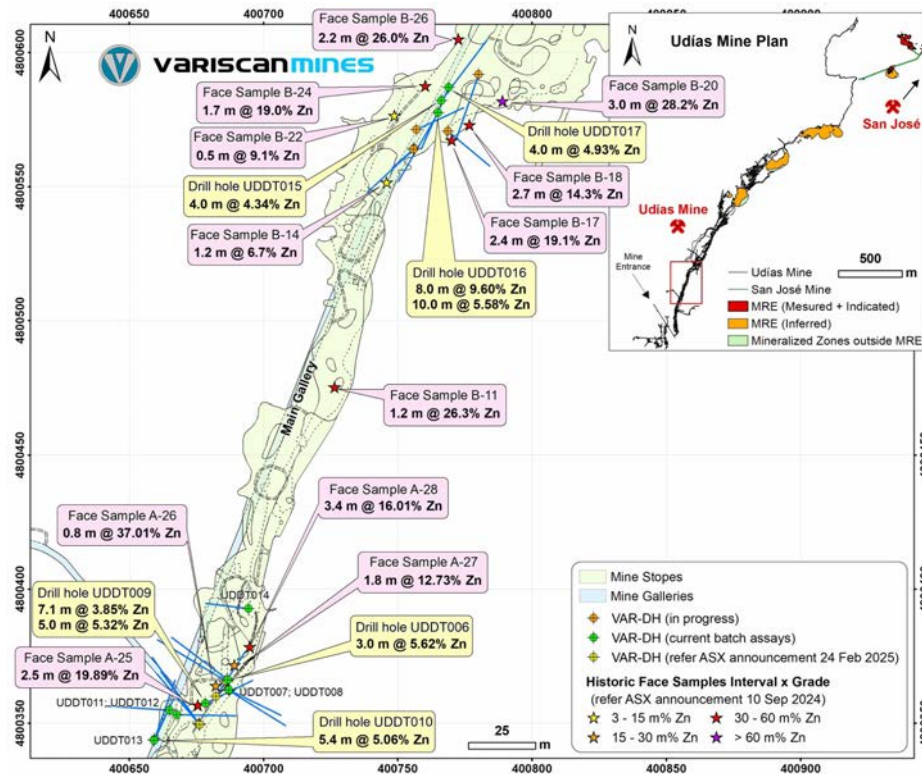 400650
400700
400750
400800
400850
400900
4800600
4800550
4800500
4800450
4800400
4800350
N
VARISCAN MINES
Face Sample B-26
2.2 m @ 26.0% Zn
Face Sample B-24
1.7 m @ 19.0% Zn
Face Sample B-20
3.0 m @ 28.2% Zn
Face Sample B-22
0.5 m @ 9.1% Zn
Drill hole UDDT017
4.0 m @ 4.93% Zn
Drill hole UDDT015
4.0 m @ 4.34% Zn
Face Sample B-18
2.7 m @ 14.3% Zn
Face Sample B-14
1.2 m @ 6.7% Zn
Face Sample B-17
2.4 m @ 19.1% Zn
Drill hole UDDT016
8.0 m @ 9.60% Zn
10.0 m @ 5.58% Zn
Main Gallery
Face Sample B-11
1.2 m @ 26.3% Zn
Face Sample A-28
3.4 m @ 16.01% Zn
Face Sample A-26
0.8 m @ 37.01% Zn
Face Sample A-27
1.8 m @ 12.73% Zn
UDDT014
Drill hole UDDT009
7.1 m @ 3.85% Zn
5.0 m @ 5.32% Zn
Drill hole UDDT006
3.0 m @ 5.62% Zn
Face Sample A-25
2.5 m @ 19.89% Zn
UDDT007; UDDT008
UDDT011; UDDT012
UDDT013
Drill hole UDDT010
5.4 m @ 5.06% Zn
25
m
N
Udías Mine Plan
San José
Udías Mine
Mine
Entrance
500
m
Udías Mine
San José Mine
MRE (Mesured + Indicated)
MRE (Inferred)
Mineralized Zones outside MRE
Mine Stopes
Mine Galleries
VAR-DH (in progress)
VAR-DH (current batch assays)
VAR-DH (refer ASX announcement 24 Feb 2025)
Historic Face Samples Interval x Grade
(refer ASX announcement 10 Sep 2024)
3 - 15 m% Zn
30 - 60 m% Zn
15 - 30 m% Zn
> 60 m% Zn